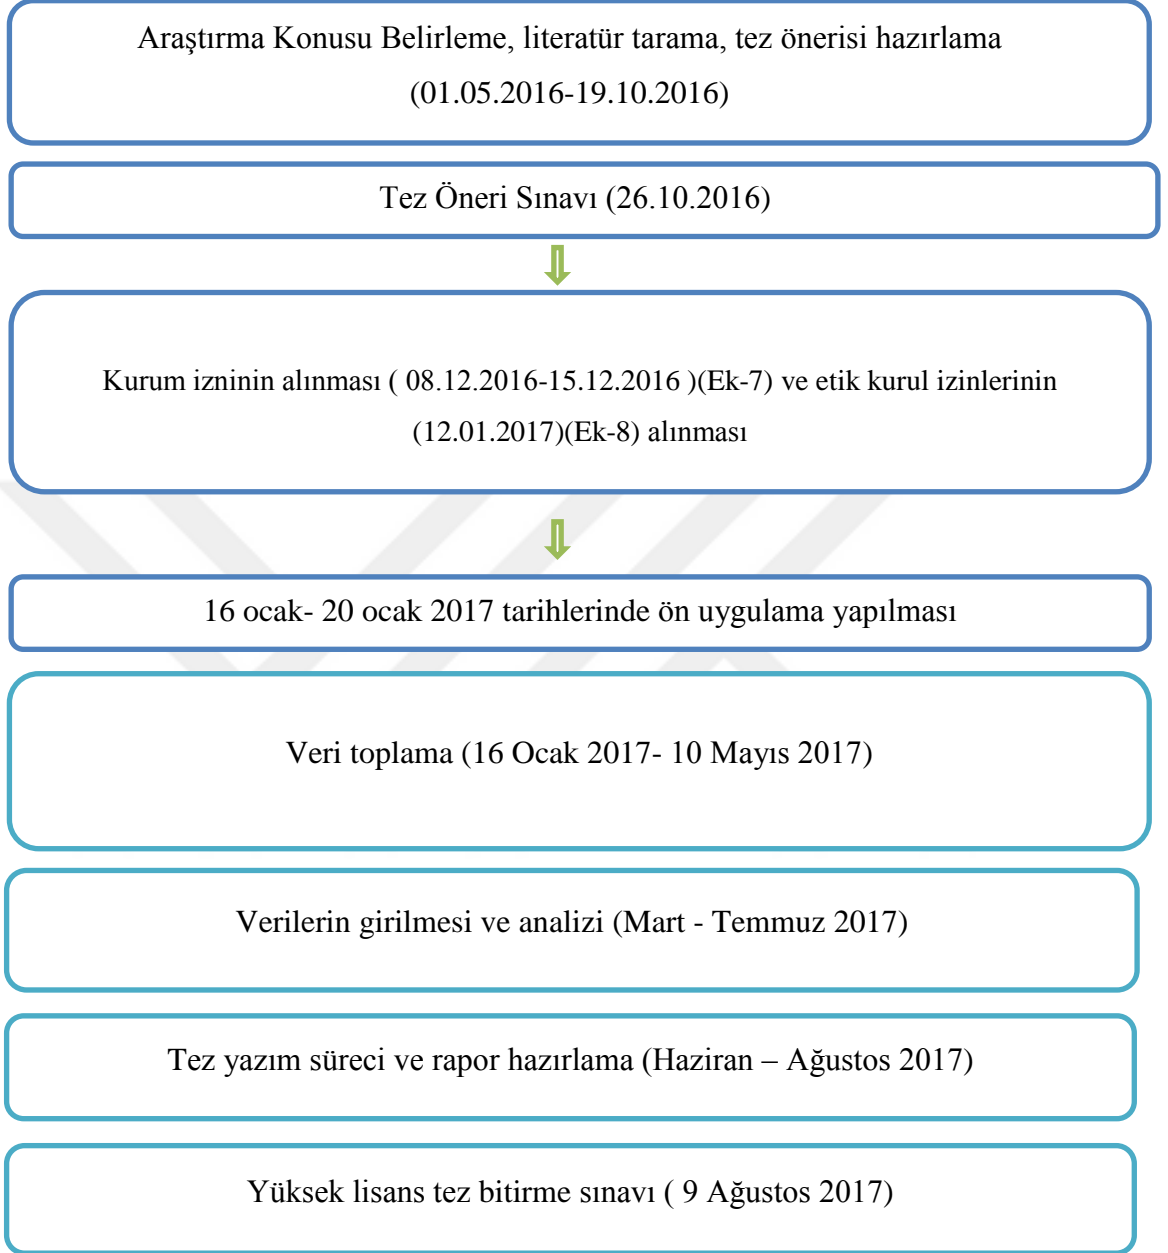 Araştırma Konusu Belirleme, literatür tarama, tez önerisi hazırlama
(01.05.2016-19.10.2016)
Tez Öneri Sınavı (26.10.2016)
Kurum izninin alınması ( 08.12.2016-15.12.2016 )(Ek-7) ve etik kurul izinlerinin
(12.01.2017)(Ek-8) alınması
16 ocak- 20 ocak 2017 tarihlerinde ön uygulama yapılması
Veri toplama (16 Ocak 2017- 10 Mayıs 2017)
Verilerin girilmesi ve analizi (Mart - Temmuz 2017)
Tez yazım süreci ve rapor hazırlama (Haziran – Ağustos 2017)
Yüksek lisans tez bitirme sınavı ( 9 Ağustos 2017)